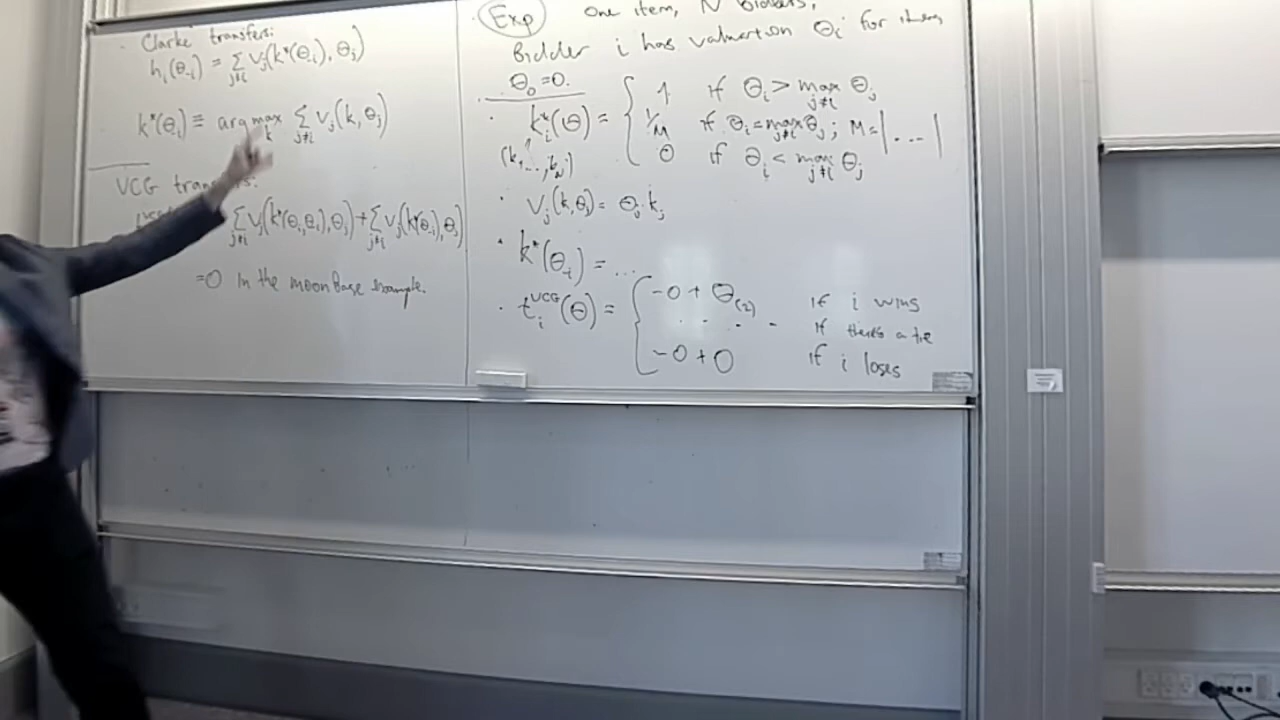 Clarke transfers:
h_i(θ_-i) = Σ_{j≠i} v_j(k*(θ_-i), θ_j)
k*(θ_-i) ≡ arg max_k Σ_{j≠i} v_j(k, θ_j)
VCG transfers:
Σ_{j≠i} v_j(k*(θ_i, θ_-i), θ_j) + Σ_{j≠i} v_j(k*(θ_-i), θ_j)
=0 in the moon base example.
Exp One item, N bidders,
Bidder i has valuation θ_i for item
θ_0 = 0.
· k_i*(θ) = { 1 if θ_i > max_{j≠i} θ_j
1/M if θ_i = max_{j≠i} θ_j ; M = | ... |
0 if θ_i < max_{j≠i} θ_j
(k_1, ..., k_N)
· v_j(k, θ_j) = θ_j · k_j
· k*(θ_-i) = ...
· t_i^{VCG}(θ) = { -0 + θ_(2) if i wins
. . . - if there's a tie
-0 + 0 if i loses